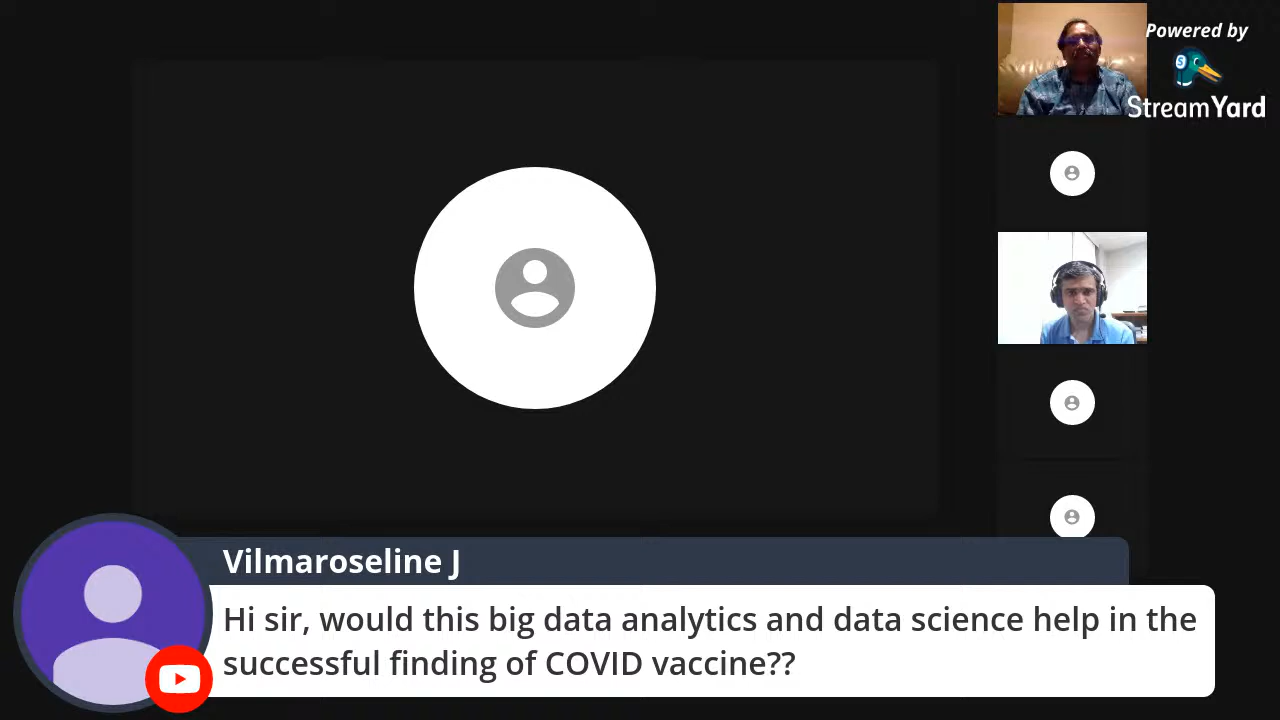 Powered by
StreamYard
Vilmaroseline J
Hi sir, would this big data analytics and data science help in the
successful finding of COVID vaccine??